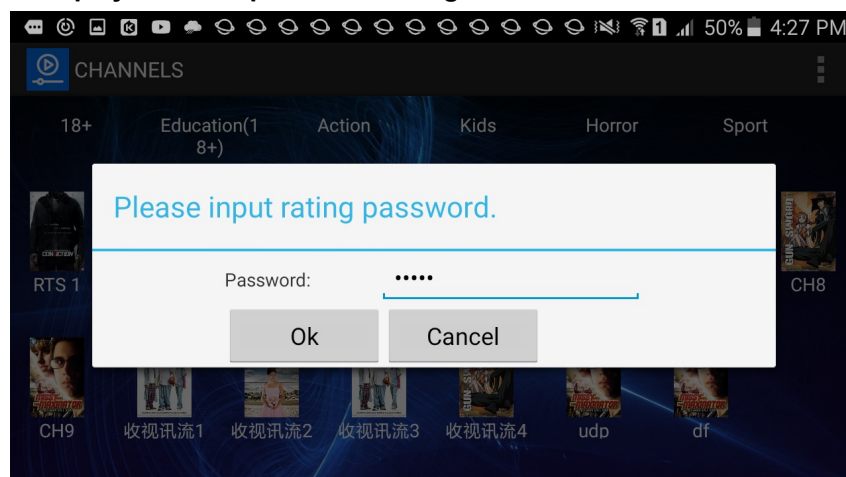 50% 4:27 PM
CHANNELS
18+ Education(1 Action Kids Horror Sport
8+)
Please input rating password.
Password: •••••
Ok Cancel
RTS 1 CH8
CH9 收视讯流1 收视讯流2 收视讯流3 收视讯流4 udp df